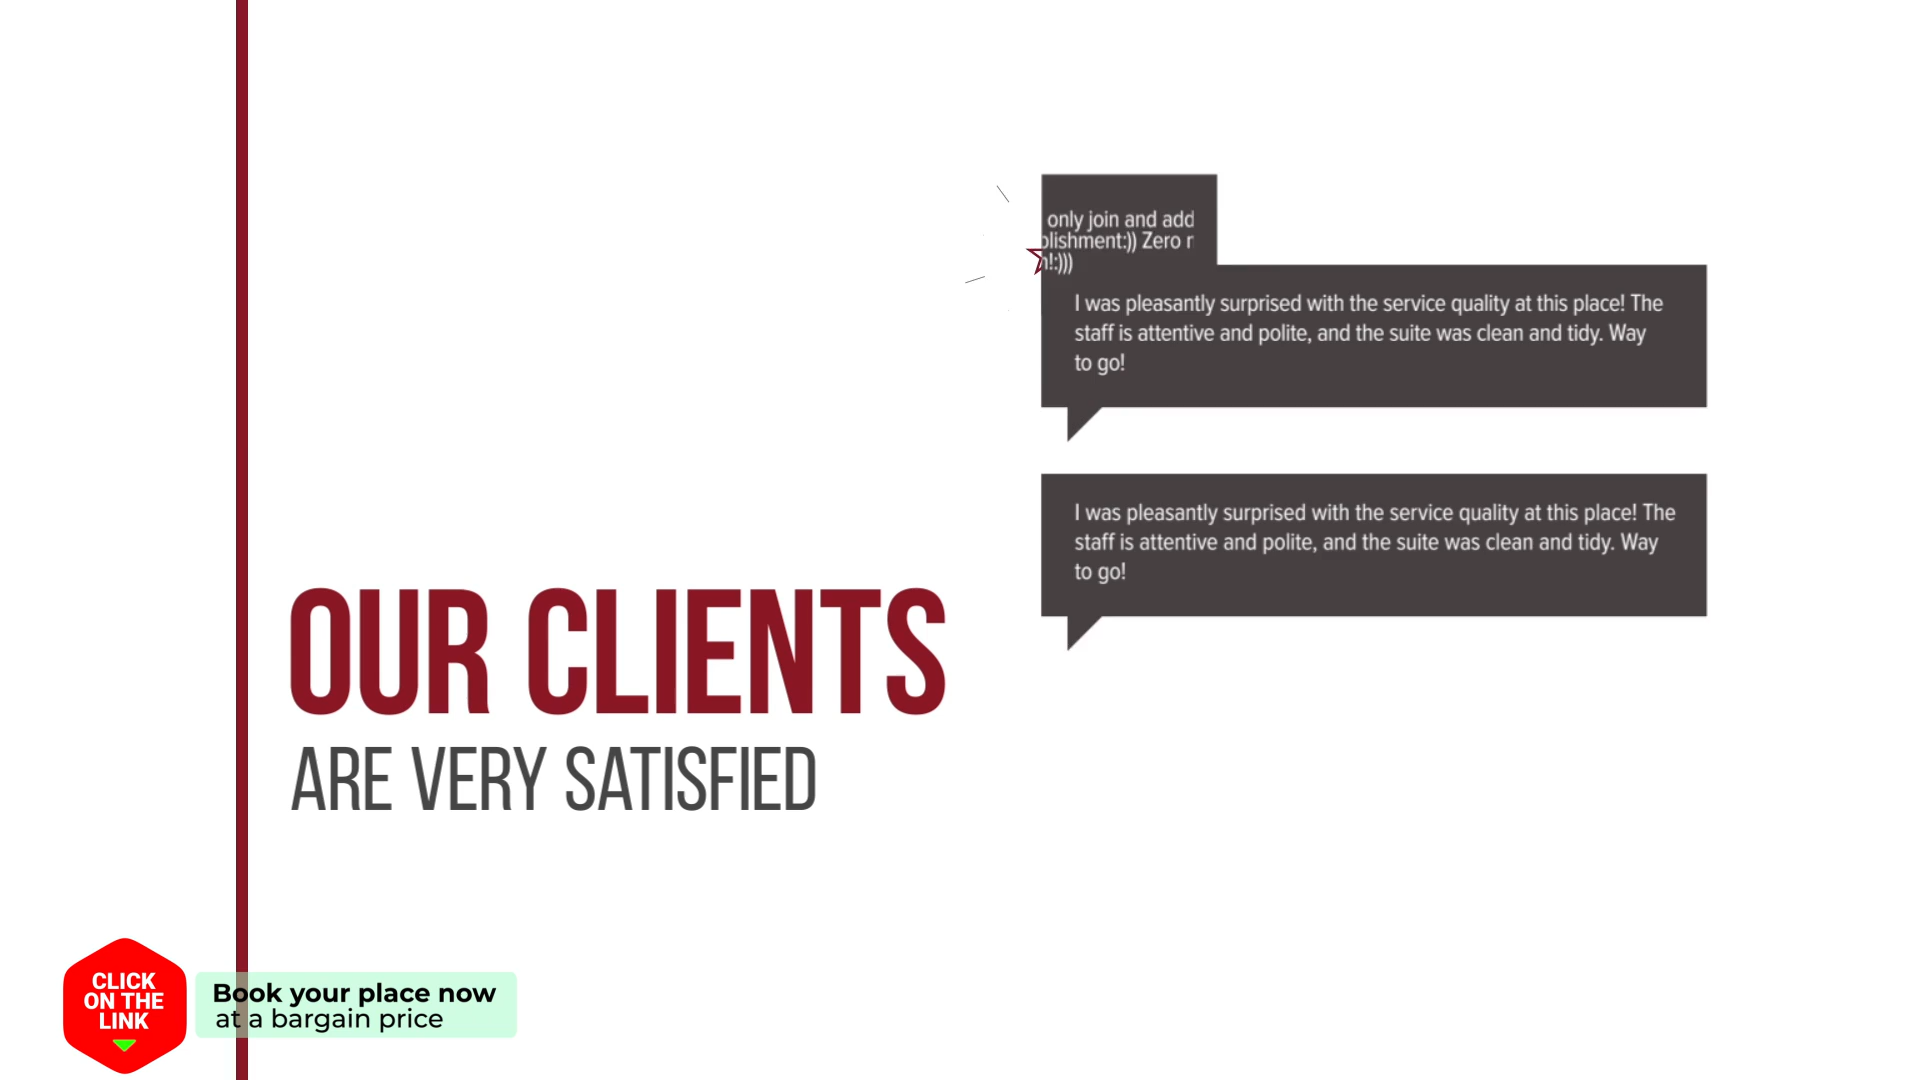 only join and add
Zero
I was pleasantly surprised with the service quality at this place! The
staff is attentive and polite, and the suite was clean and tidy. Way
to go!
I was pleasantly surprised with the service quality at this place! The
staff is attentive and polite, and the suite was clean and tidy. Way
to go!
OUR CLIENTS
ARE VERY SATISFIED
CLICK
ON THE
LINK
Book your place now
at a bargain price